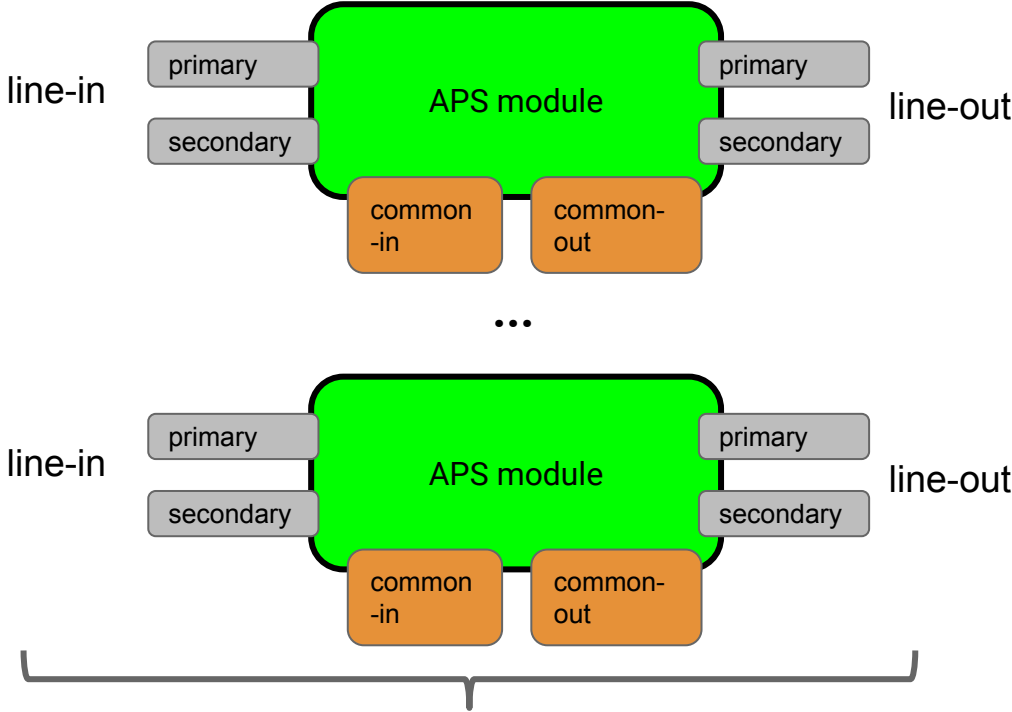 primary
primary
line-in
APS module
line-out
secondary
secondary
common
-in
common-
out
...
primary
primary
line-in
APS module
line-out
secondary
secondary
common
-in
common-
out